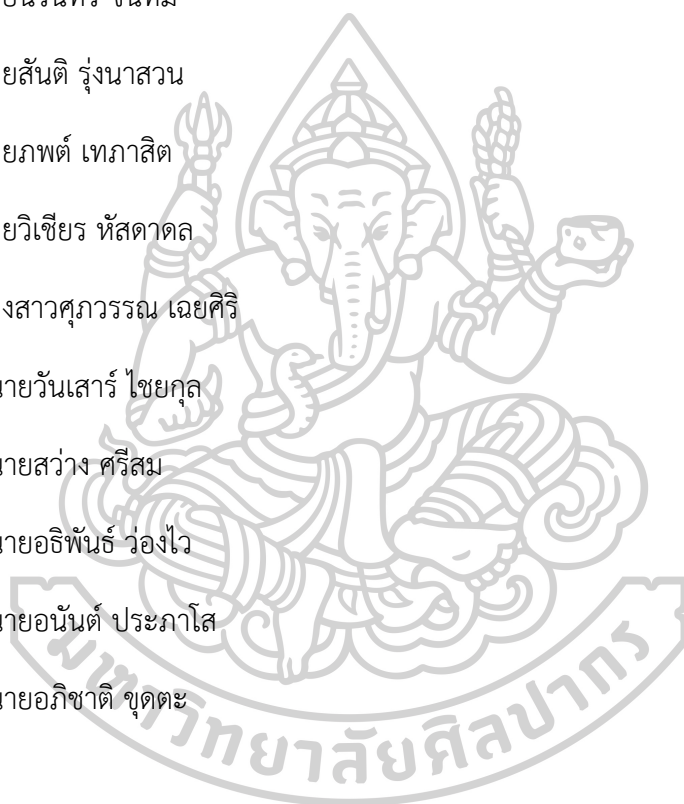 ยสันติ รุ่งนาสวน
ยภพต์ เทภาสิต
ยวิเชียร หัสดาดล
งสาวศุภวรรณ เฉยศิริ
นายวันเสาร์ ไชยกุล
นายสว่าง ศรีสม
นายอธิพันธ์ ว่องไว
นายอนันต์ ประภาโส
นายอภิชาติ ขุดตะ
มหาวิทยาลัยศิลปากร